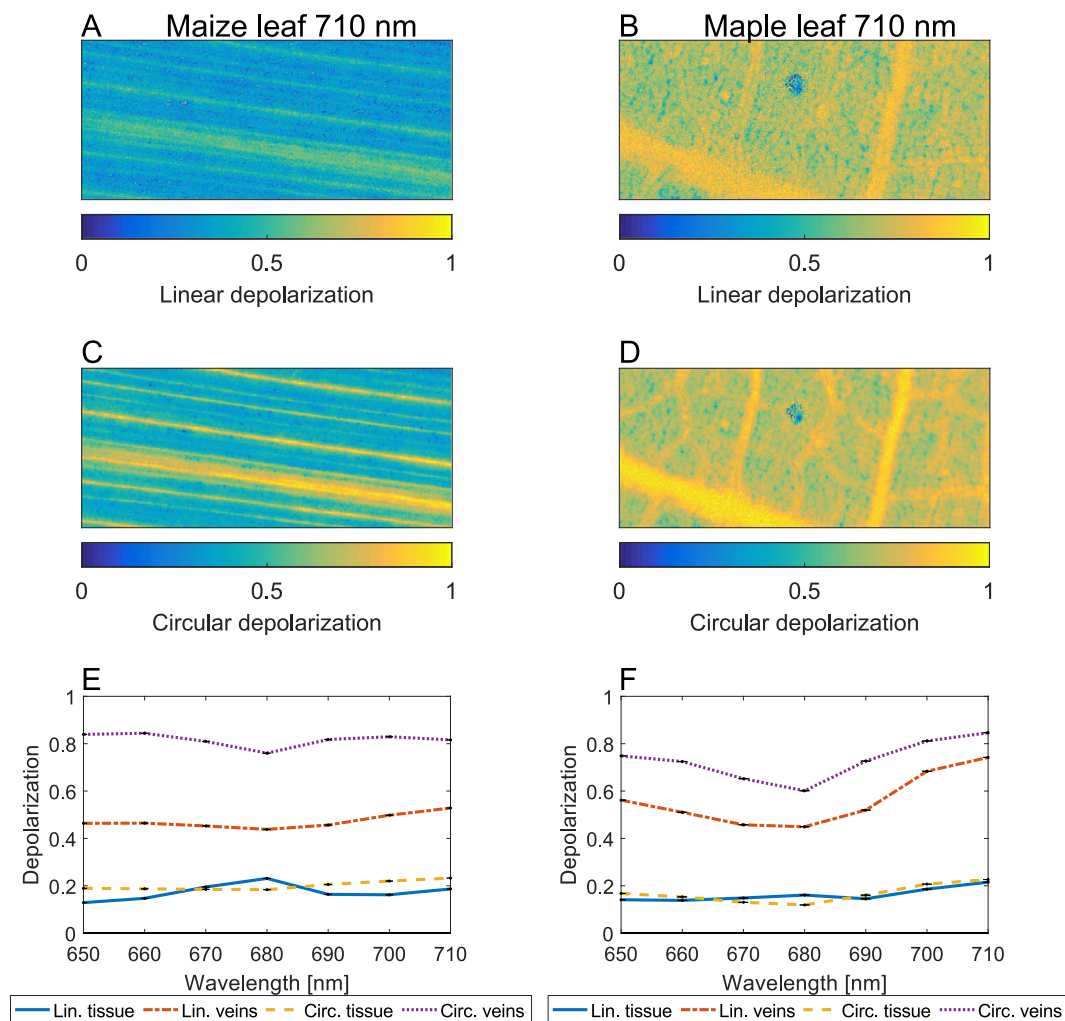 A Maize leaf 710 nm
B Maple leaf 710 nm
0 0.5 1
Linear depolarization
0 0.5 1
Linear depolarization
C
D
0 0.5 1
Circular depolarization
0 0.5 1
Circular depolarization
E
1
0.8
0.6
0.4
0.2
0
Depolarization
650 660 670 680 690 700 710
Wavelength [nm]
Lin. tissue Lin. veins Circ. tissue Circ. veins
F
1
0.8
0.6
0.4
0.2
0
Depolarization
650 660 670 680 690 700 710
Wavelength [nm]
Lin. tissue Lin. veins Circ. tissue Circ. veins